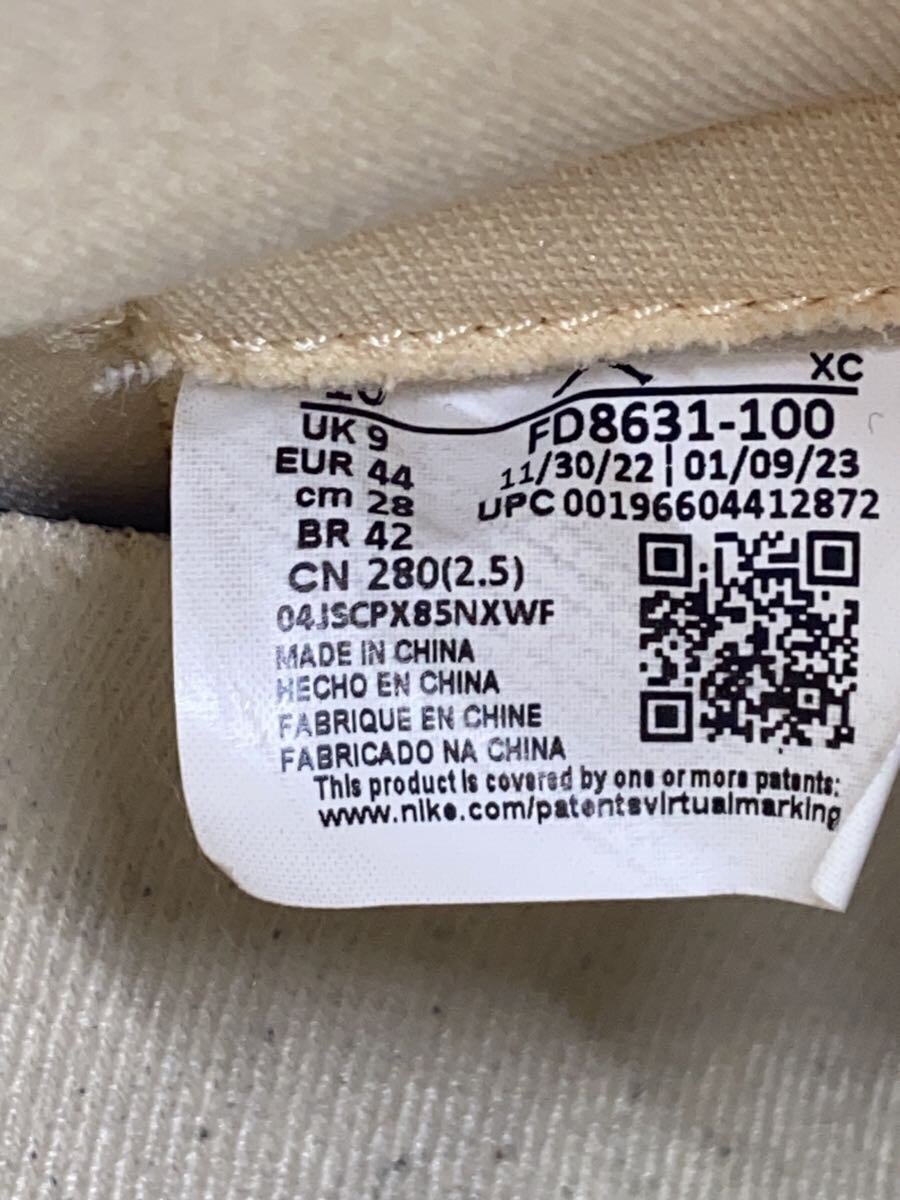 XC
UK 9
FD8631-100
EUR 44
11/30/22 | 01/09/23
cm 28
UPC 00196604412872
BR 42
CN 280(2.5)
04JSCPX85NXWF
MADE IN CHINA
HECHO EN CHINA
FABRIQUE EN CHINE
FABRICADO NA CHINA
This product is covered by one or more patents:
www.nike.com/patentsvirtualmarking